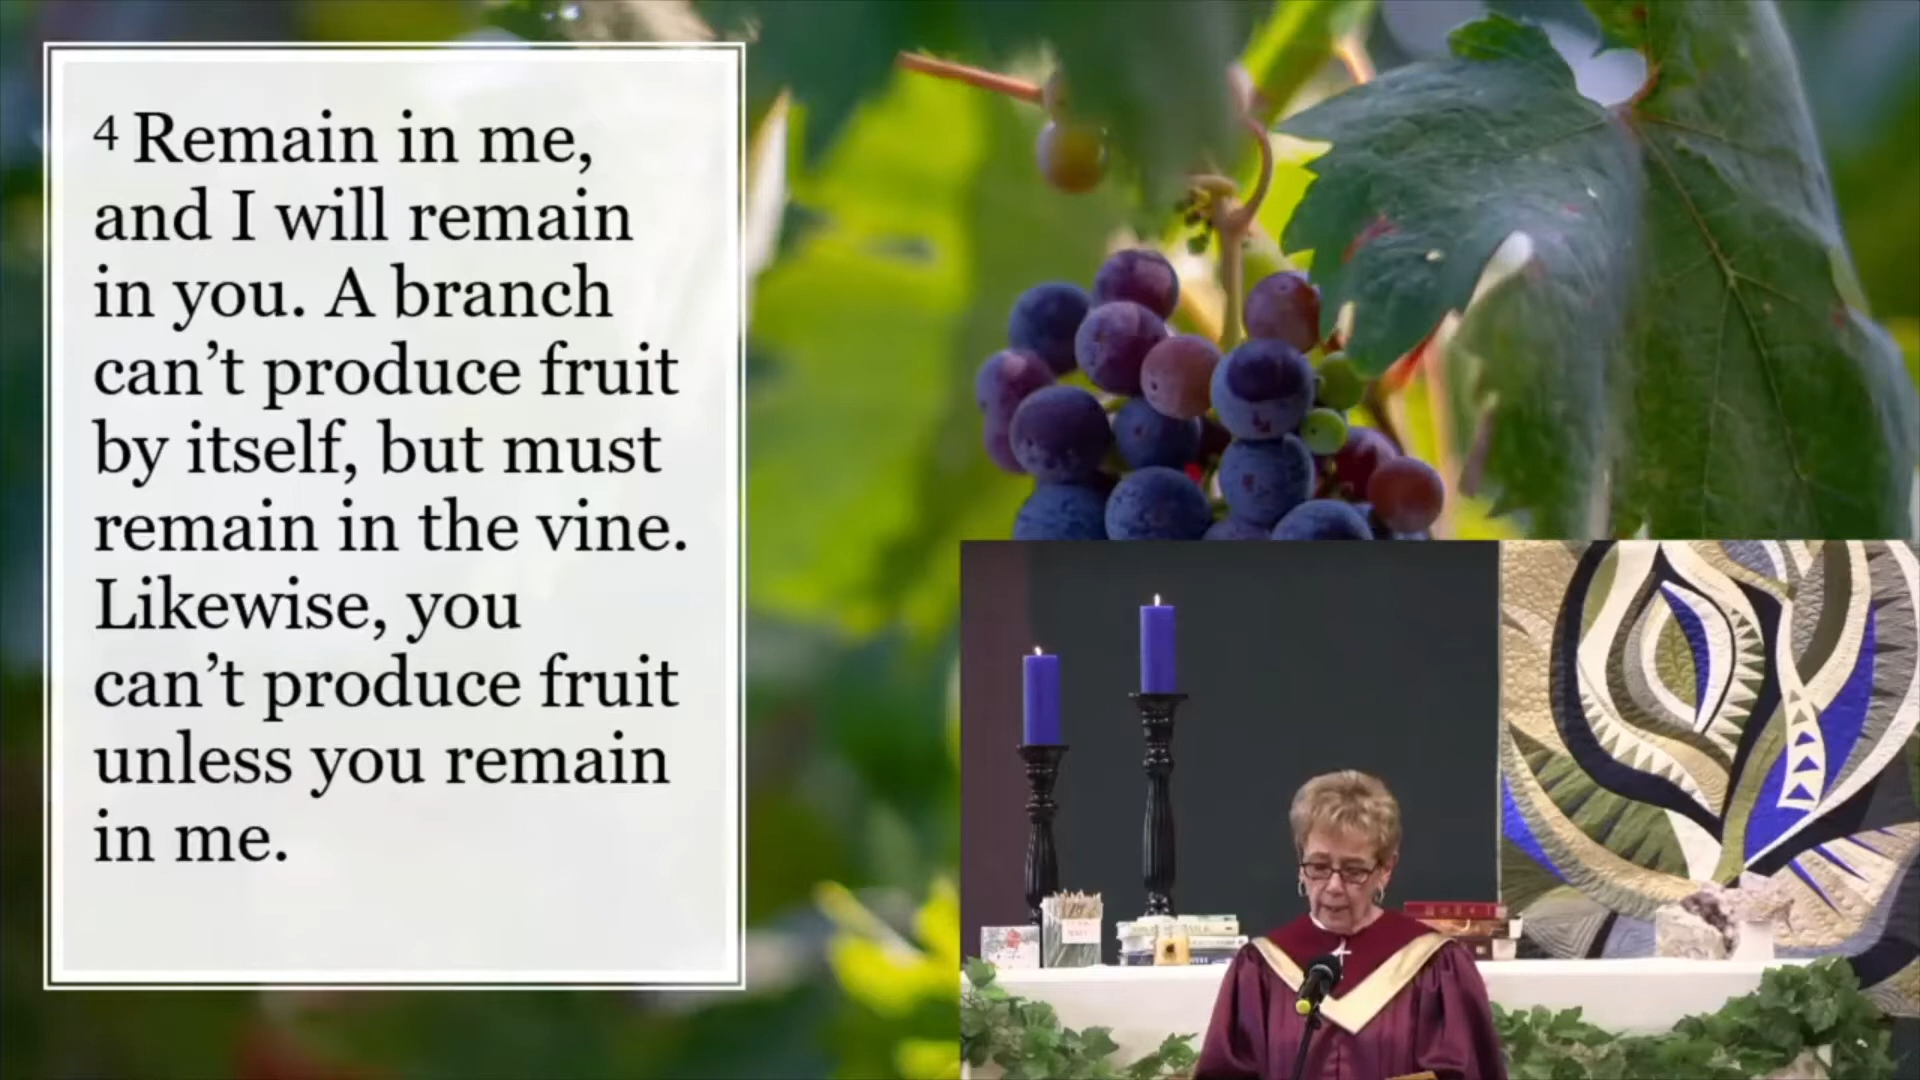 4 Remain in me,
and I will remain
in you. A branch
can’t produce fruit
by itself, but must
remain in the vine.
Likewise, you
can’t produce fruit
unless you remain
in me.